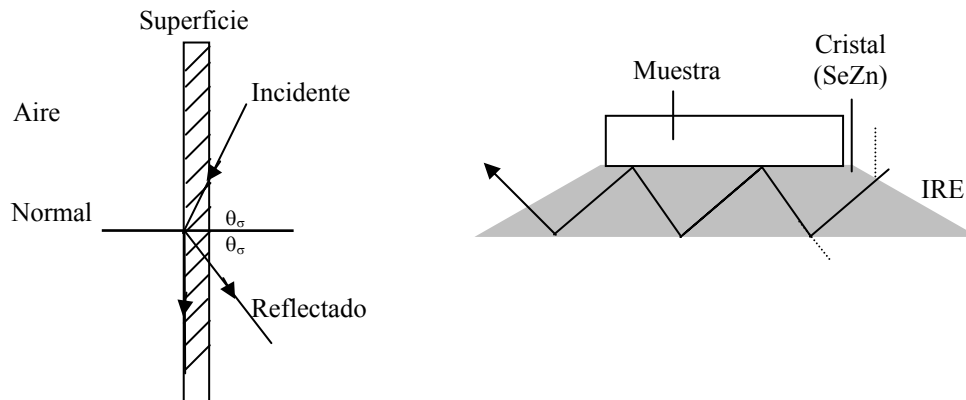 Superficie
Incidente
Aire
Normal
θσ
θσ
Reflectado
Cristal
(SeZn)
Muestra
IRE